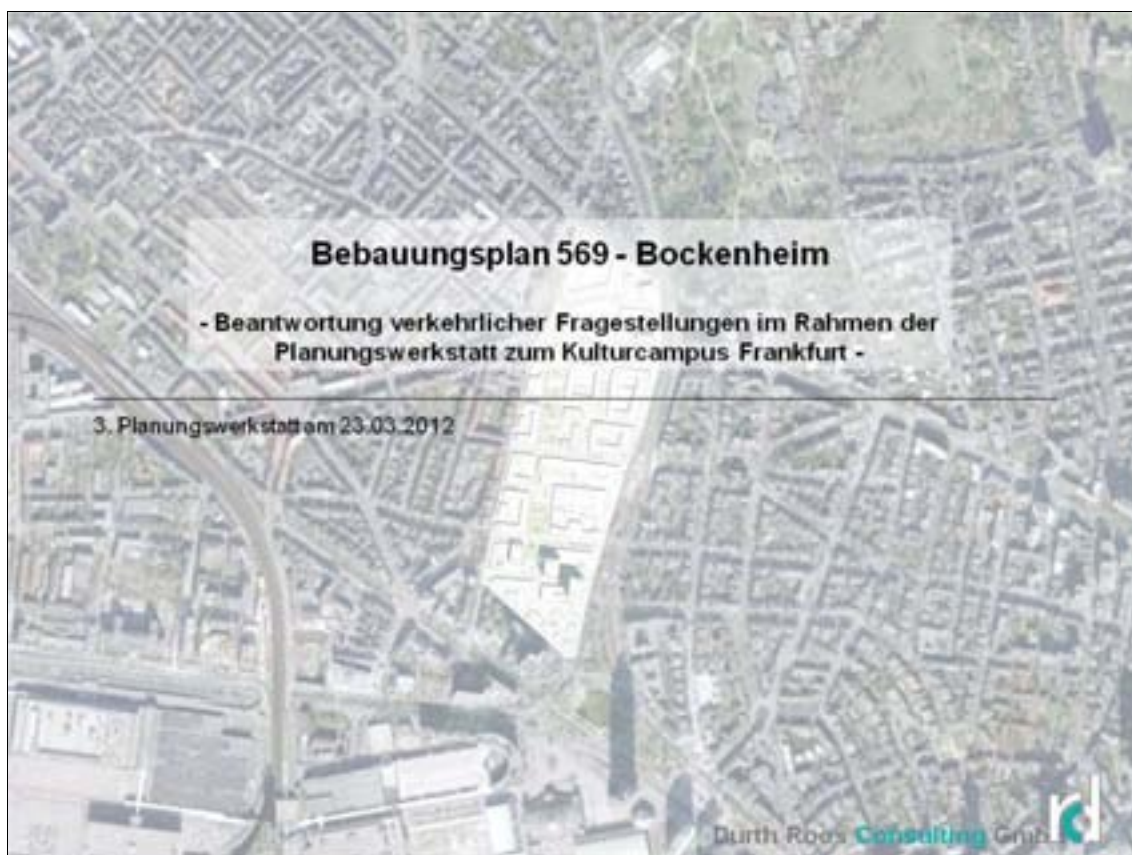 Bebauungsplan 569 - Bockenheim
- Beantwortung verkehrlicher Fragestellungen im Rahmen der
Planungswerkstatt zum Kulturcampus Frankfurt -
3. Planungswerkstatt am 23.03.2012
Durth Roos Consulting GmbH